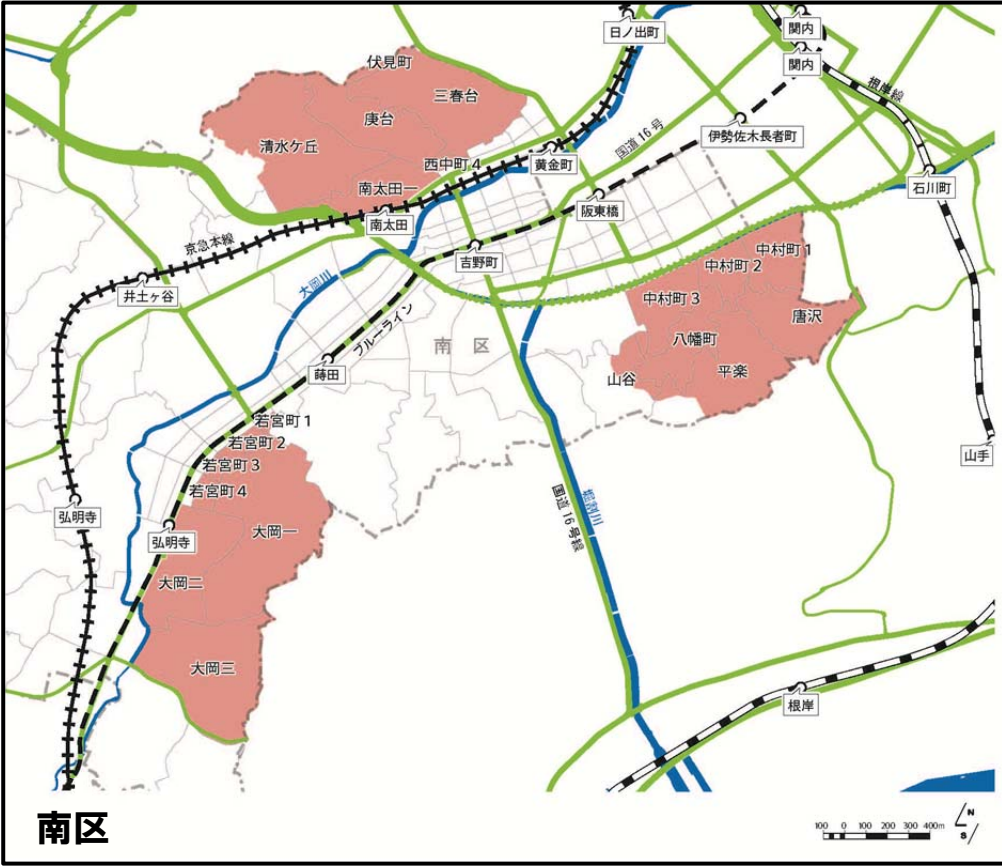 日ノ出町
関内
関内
根岸線
伏見町
三春台
庚台
清水ケ丘
西中町4
黄金町
国道16号
伊勢佐木長者町
石川町
南太田一
南太田
阪東橋
京急本線
吉野町
中村町1
中村町2
中村町3
唐沢
井土ヶ谷
大岡川
ブルーライン
南区
八幡町
平楽
山谷
蒔田
若宮町1
若宮町2
若宮町3
若宮町4
山手
弘明寺
弘明寺
大岡一
大岡二
大岡三
国道16号線
堀割川
根岸
南区
100 0 100 200 300 400m
N
S